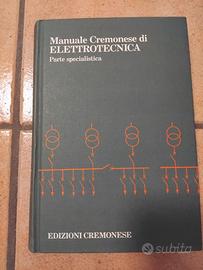 Manuale Cremonese di
ELETTROTECNICA
Parte specialistica
EDIZIONI CREMONESE
subito